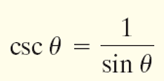 csc θ = 1 / sin θ